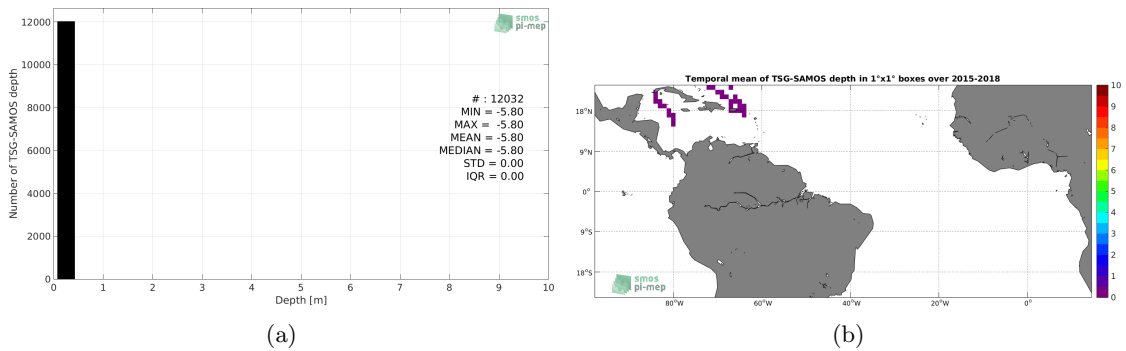 smos
pi-mep
12000
10000
8000
6000
4000
2000
0
Number of TSG-SAMOS depth
# : 12032
MIN = -5.80
MAX = -5.80
MEAN = -5.80
MEDIAN = -5.80
STD = 0.00
IQR = 0.00
0 1 2 3 4 5 6 7 8 9 10
Depth [m]
(a)
Temporal mean of TSG-SAMOS depth in 1°x1° boxes over 2015-2018
18°N
9°N
0°
9°S
18°S
80°W 60°W 40°W 20°W 0°
10
9
8
7
6
5
4
3
2
1
0
smos
pi-mep
(b)